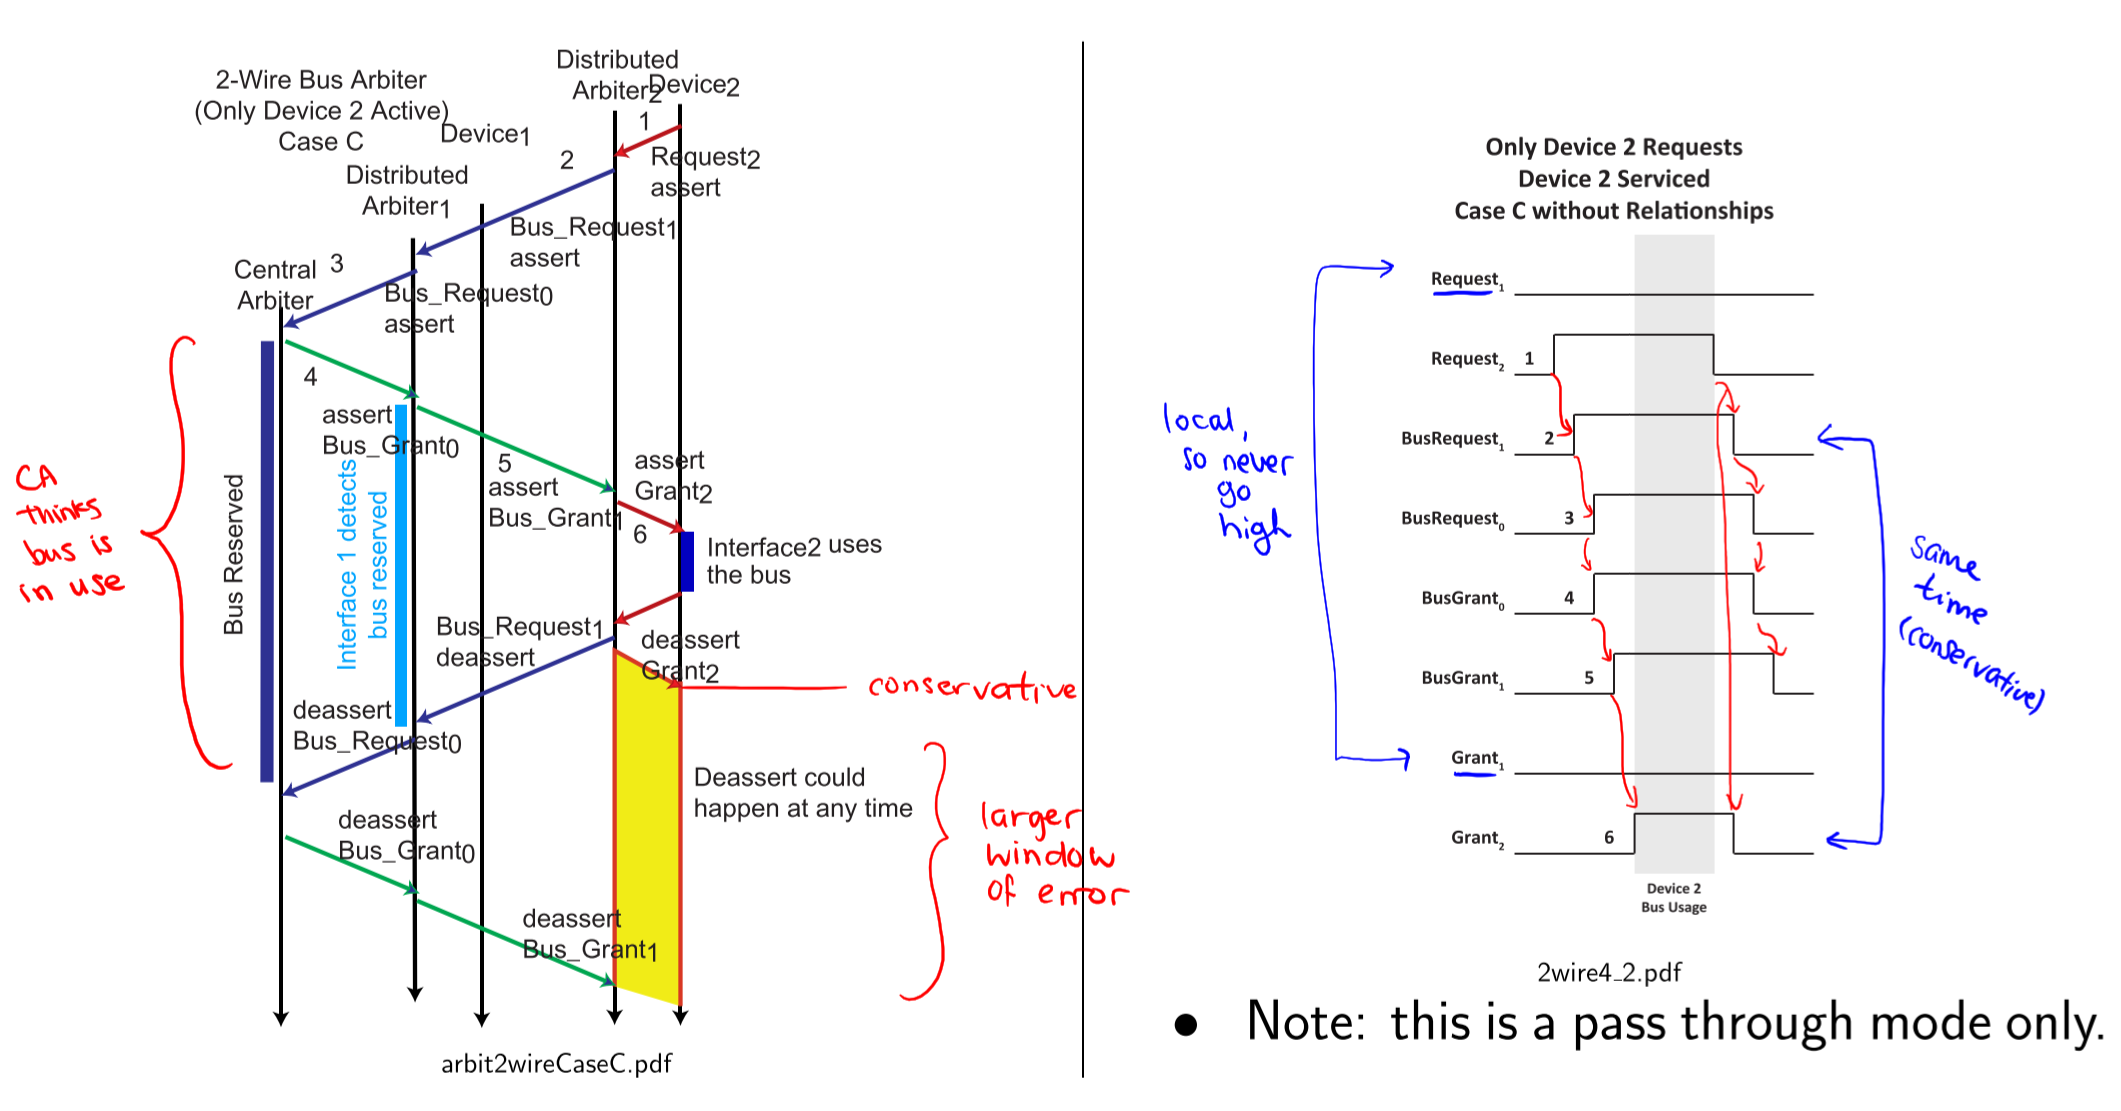 2-Wire Bus Arbiter
(Only Device 2 Active)
Case C
Distributed
Arbiter2
Device2
Device1
Distributed
Arbiter1
Central
Arbiter
1
Request2
assert
2
Bus_Request1
assert
3
Bus_Request0
assert
4
assert
Bus_Grant0
5
assert
Bus_Grant1
assert
Grant2
6
Interface2 uses
the bus
Bus Reserved
Interface 1 detects
bus reserved
CA
thinks
bus is
in use
Bus_Request1
deassert
deassert
Grant2
conservative
deassert
Bus_Request0
Deassert could
happen at any time
larger
window
of error
deassert
Bus_Grant0
deassert
Bus_Grant1
arbit2wireCaseC.pdf
Only Device 2 Requests
Device 2 Serviced
Case C without Relationships
Request1
Request2 1
BusRequest1 2
BusRequest0 3
BusGrant0 4
BusGrant1 5
Grant1
Grant2 6
Device 2
Bus Usage
local,
so never
go
high
same
time
(conservative)
2wire4_2.pdf
• Note: this is a pass through mode only.